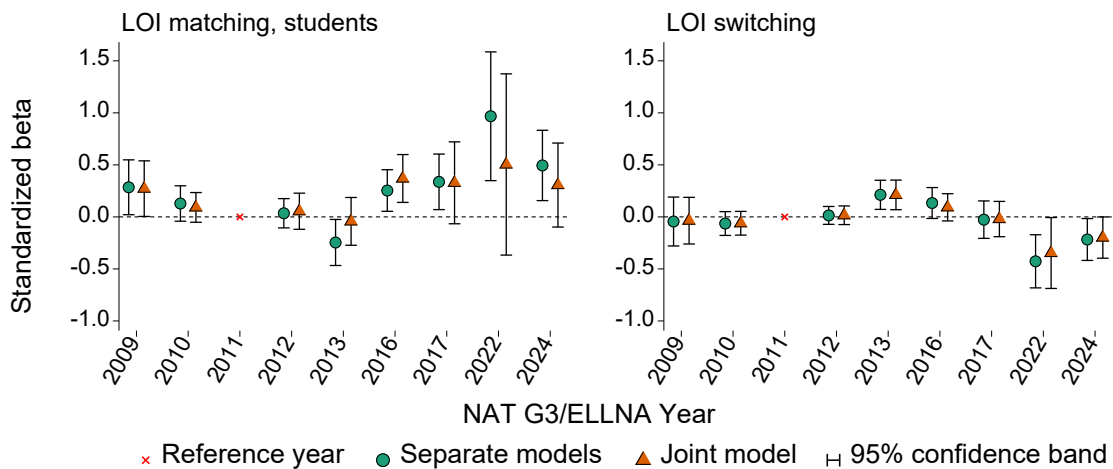 LOI matching, students
LOI switching
Standardized beta
1.5
1.0
0.5
0.0
-0.5
-1.0
1.5
1.0
0.5
0.0
-0.5
-1.0
2009 2010 2011 2012 2013 2016 2017 2022 2024
2009 2010 2011 2012 2013 2016 2017 2022 2024
NAT G3/ELLNA Year
Reference year Separate models Joint model 95% confidence band